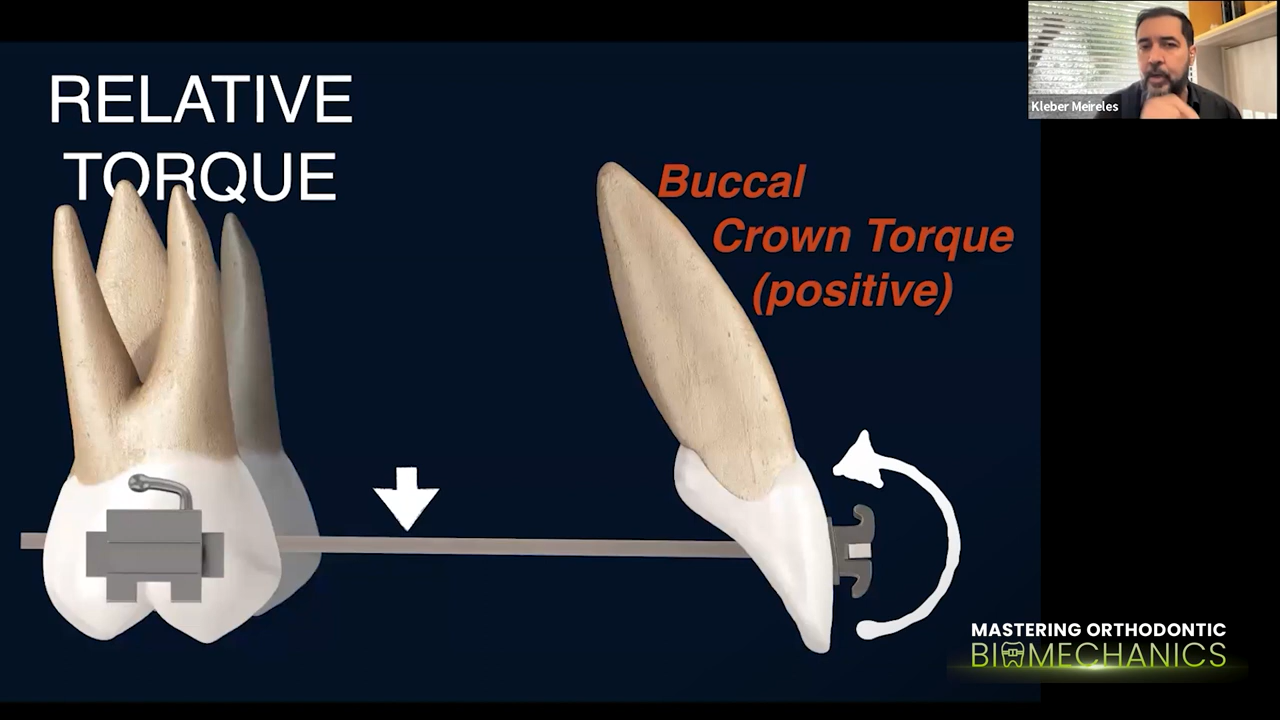 RELATIVE
TORQUE
Buccal
Crown Torque
(positive)
Kleber Meireles
MASTERING ORTHODONTIC
BIOMECHANICS